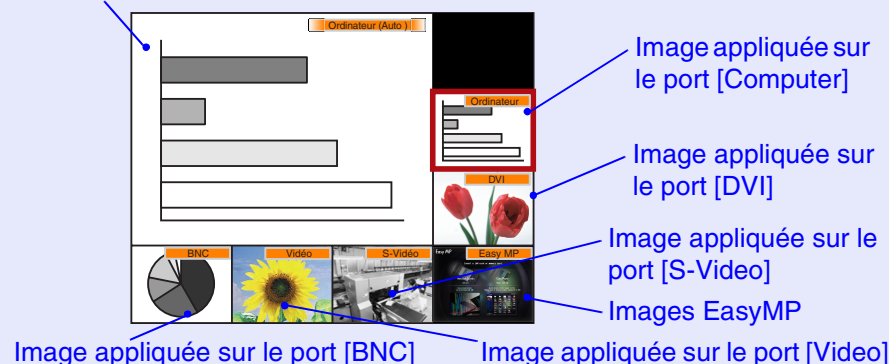 Ordinateur (Auto )
Image appliquée sur
le port [Computer]
Ordinateur
Image appliquée sur
le port [DVI]
DVI
Image appliquée sur le
port [S-Video]
BNC
Vidéo
S-Vidéo
Easy MP
EasyMP
Images EasyMP
Image appliquée sur le port [BNC]
Image appliquée sur le port [Video]